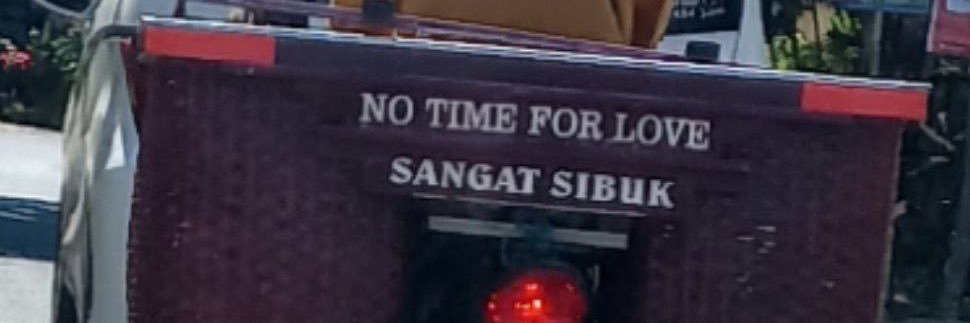 NO TIME FOR LOVE
SANGAT SIBUK